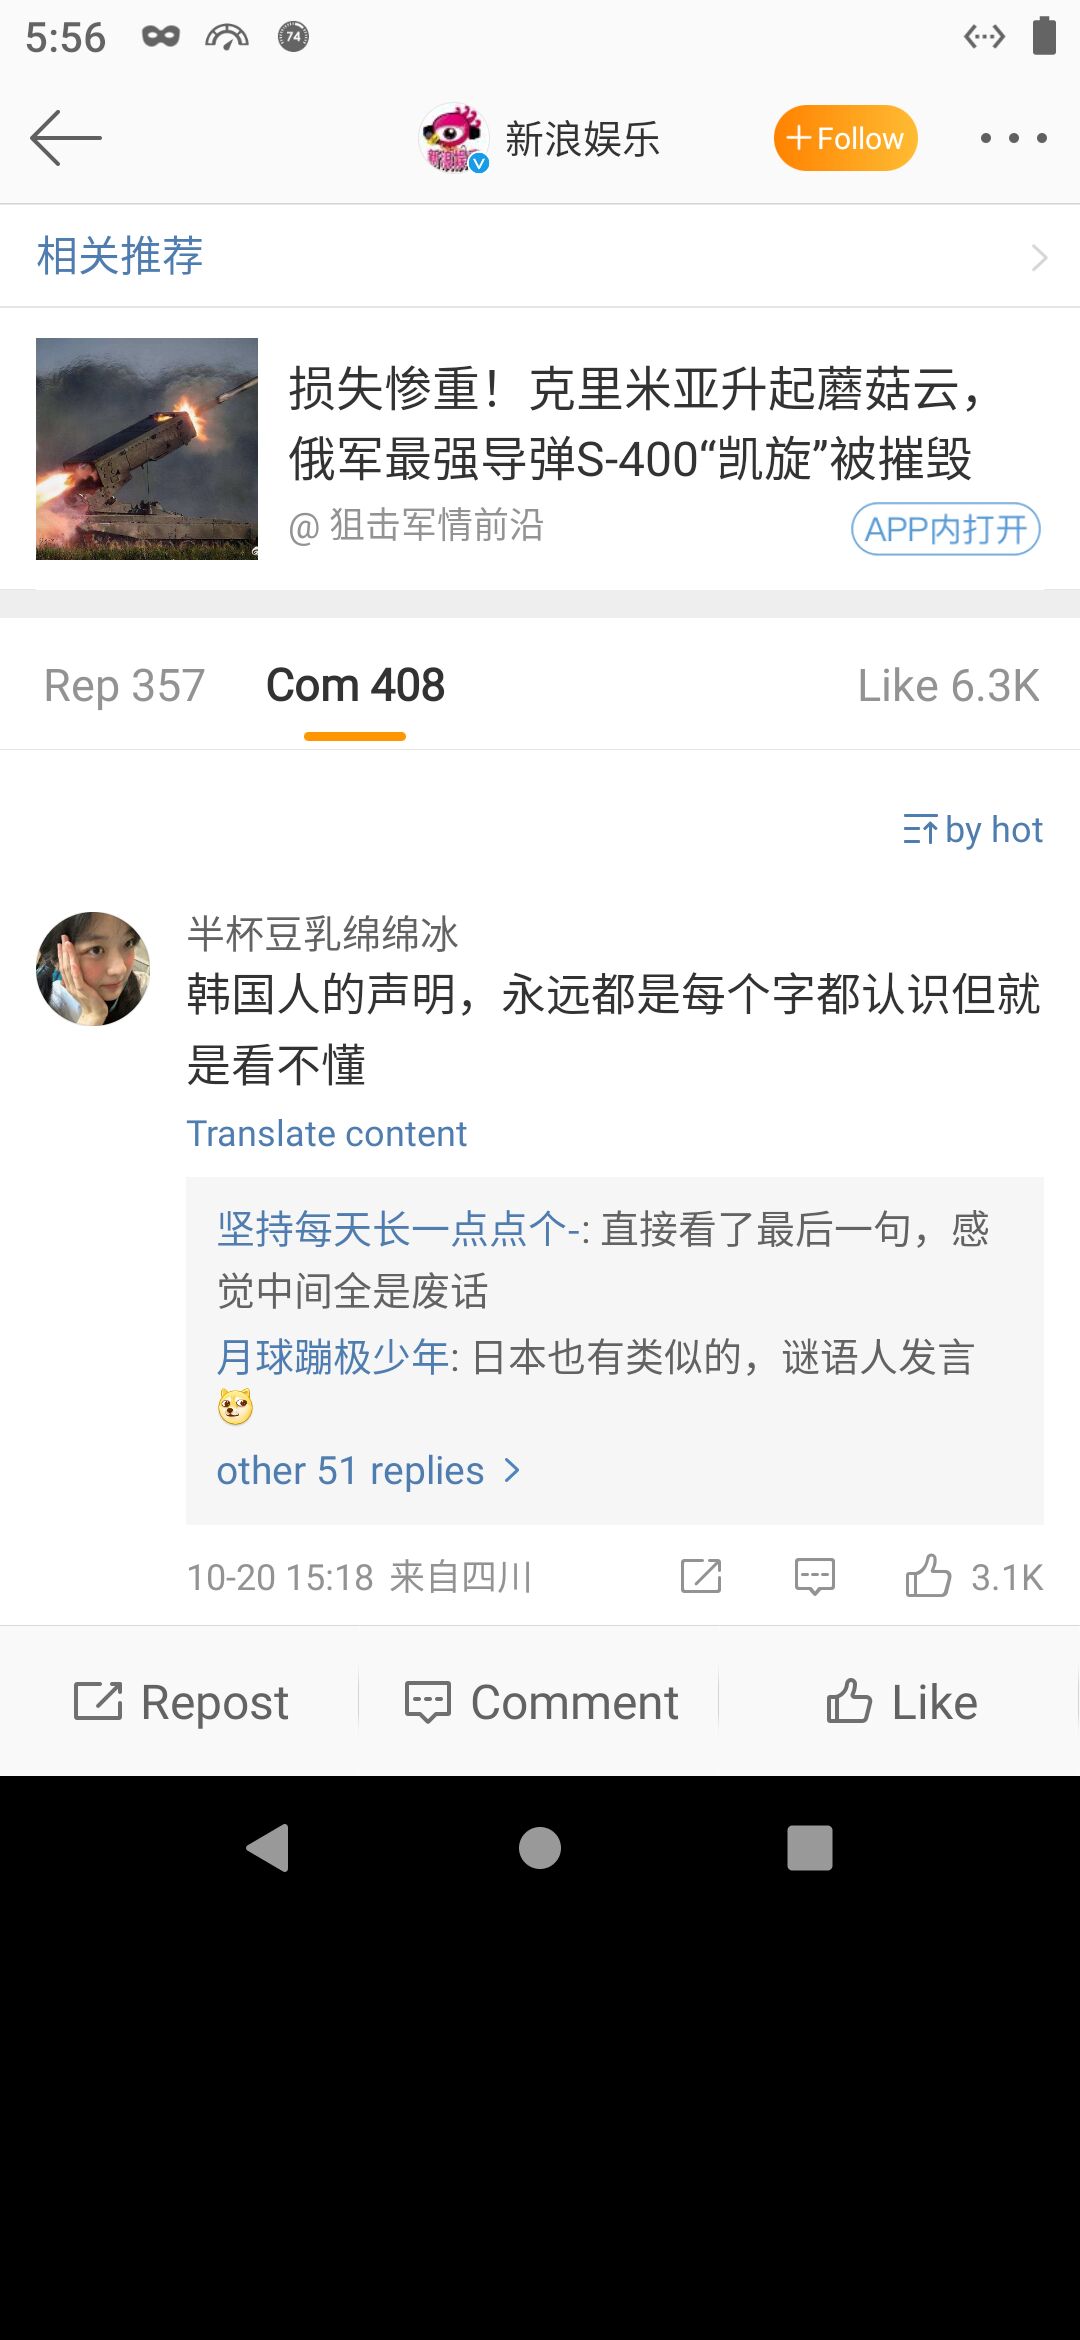 5:56
74
新浪娱乐
+Follow
相关推荐
损失惨重！克里米亚升起蘑菇云，
俄军最强导弹S-400“凯旋”被摧毁
@ 狙击军情前沿
APP内打开
Rep 357
Com 408
Like 6.3K
by hot
半杯豆乳绵绵冰
韩国人的声明，永远都是每个字都认识但就
是看不懂
Translate content
坚持每天长一点点个-: 直接看了最后一句，感
觉中间全是废话
月球蹦极少年: 日本也有类似的，谜语人发言
other 51 replies
10-20 15:18 来自四川
3.1K
Repost
Comment
Like